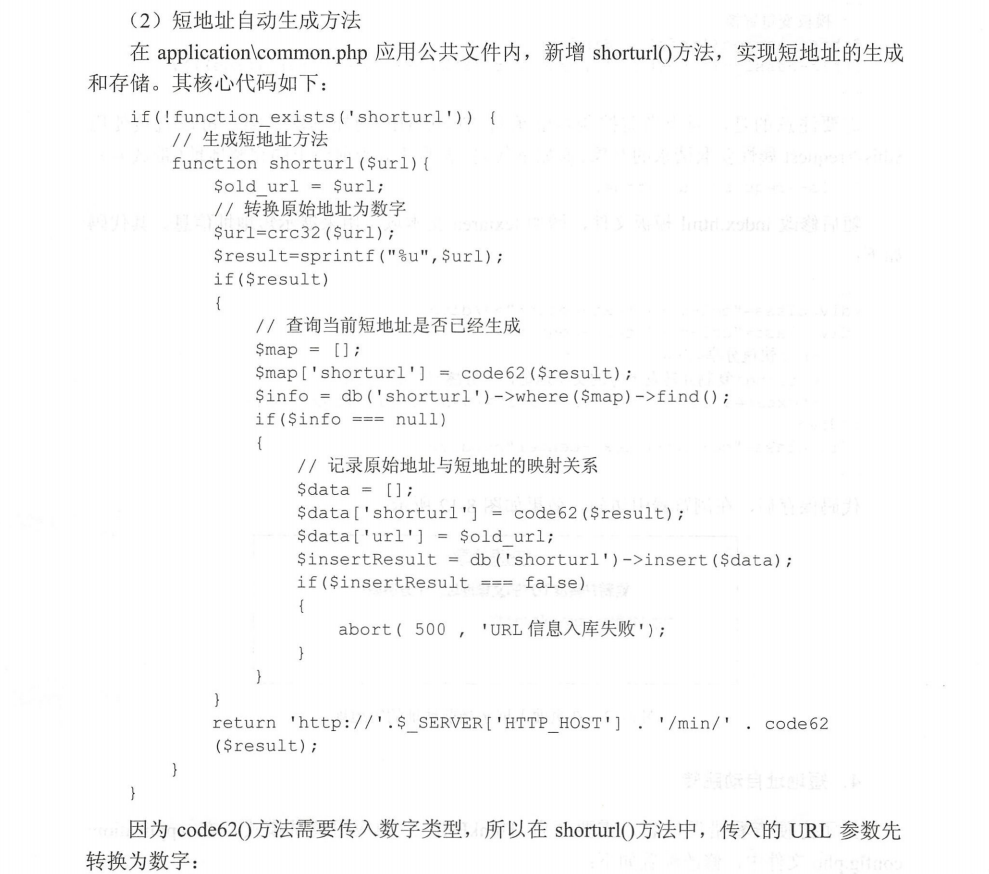 （2）短地址自动生成方法
在 application\common.php 应用公共文件内，新增 shorturl()方法，实现短地址的生成
和存储。其核心代码如下：
if(!function_exists('shorturl')) {
// 生成短地址方法
function shorturl($url){
$old_url = $url;
// 转换原始地址为数字
$url=crc32($url);
$result=sprintf("%u",$url);
if($result)
{
// 查询当前短地址是否已经生成
$map = [];
$map['shorturl'] = code62($result);
$info = db('shorturl')->where($map)->find();
if($info === null)
{
// 记录原始地址与短地址的映射关系
$data = [];
$data['shorturl'] = code62($result);
$data['url'] = $old_url;
$insertResult = db('shorturl')->insert($data);
if($insertResult === false)
{
abort( 500 , 'URL 信息入库失败');
}
}
}
return 'http://'.$_SERVER['HTTP_HOST'] . '/min/' . code62
($result);
}
}
因为 code62()方法需要传入数字类型，所以在 shorturl()方法中，传入的 URL 参数先
转换为数字：